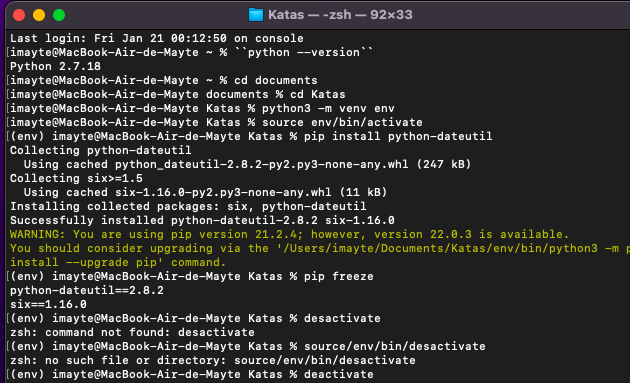 Katas — -zsh — 92×33
Last login: Fri Jan 21 00:12:50 on console
[imayte@MacBook-Air-de-Mayte ~ % ``python --version``
Python 2.7.18
[imayte@MacBook-Air-de-Mayte ~ % cd documents
[imayte@MacBook-Air-de-Mayte documents % cd Katas
[imayte@MacBook-Air-de-Mayte Katas % python3 -m venv env
[imayte@MacBook-Air-de-Mayte Katas % source env/bin/activate
[(env) imayte@MacBook-Air-de-Mayte Katas % pip install python-dateutil
Collecting python-dateutil
  Using cached python_dateutil-2.8.2-py2.py3-none-any.whl (247 kB)
Collecting six>=1.5
  Using cached six-1.16.0-py2.py3-none-any.whl (11 kB)
Installing collected packages: six, python-dateutil
Successfully installed python-dateutil-2.8.2 six-1.16.0
WARNING: You are using pip version 21.2.4; however, version 22.0.3 is available.
You should consider upgrading via the '/Users/imayte/Documents/Katas/env/bin/python3 -m p
install --upgrade pip' command.
[(env) imayte@MacBook-Air-de-Mayte Katas % pip freeze
python-dateutil==2.8.2
six==1.16.0
[(env) imayte@MacBook-Air-de-Mayte Katas % desactivate
zsh: command not found: desactivate
[(env) imayte@MacBook-Air-de-Mayte Katas % source/env/bin/desactivate
zsh: no such file or directory: source/env/bin/desactivate
[(env) imayte@MacBook-Air-de-Mayte Katas % deactivate